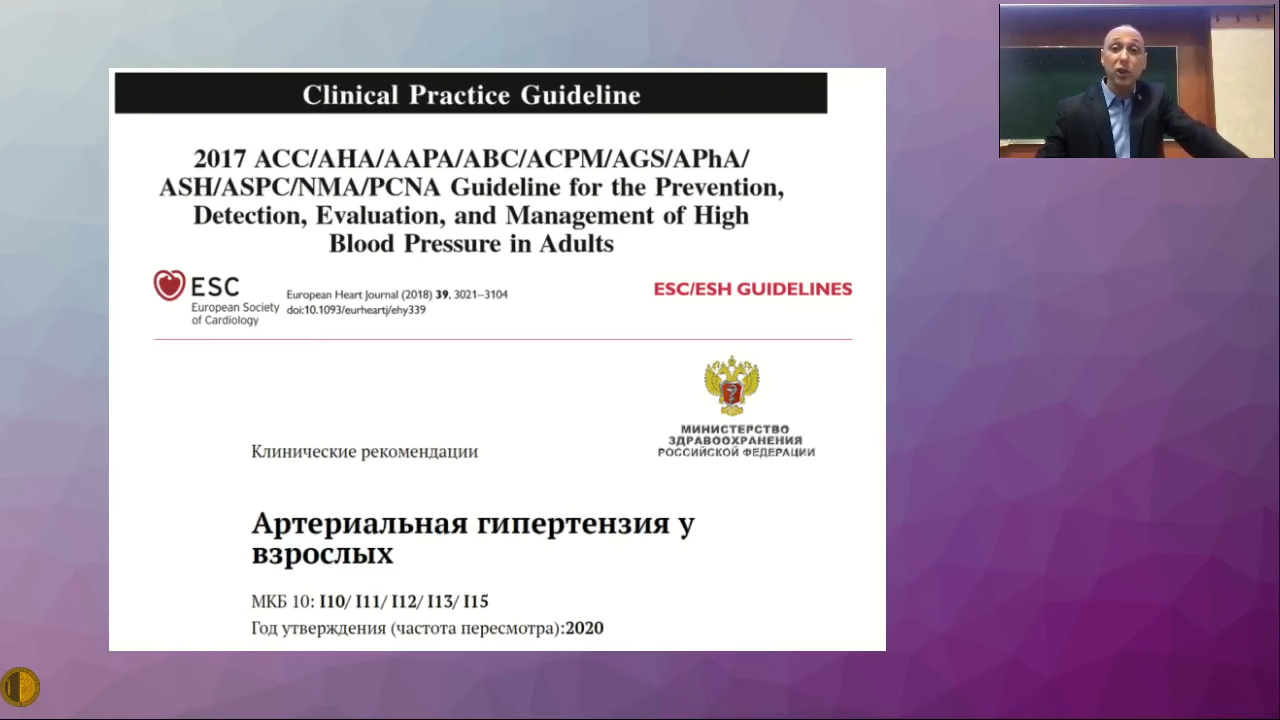 Clinical Practice Guideline
2017 ACC/AHA/AAPA/ABC/ACPM/AGS/APhA/
ASH/ASPC/NMA/PCNA Guideline for the Prevention,
Detection, Evaluation, and Management of High
Blood Pressure in Adults
ESC
European Society
of Cardiology
European Heart Journal (2018) 39, 3021–3104
doi:10.1093/eurheartj/ehy339
ESC/ESH GUIDELINES
МИНИСТЕРСТВО
ЗДРАВООХРАНЕНИЯ
РОССИЙСКОЙ ФЕДЕРАЦИИ
Клинические рекомендации
Артериальная гипертензия у
взрослых
МКБ 10: I10/ I11/ I12/ I13/ I15
Год утверждения (частота пересмотра):2020